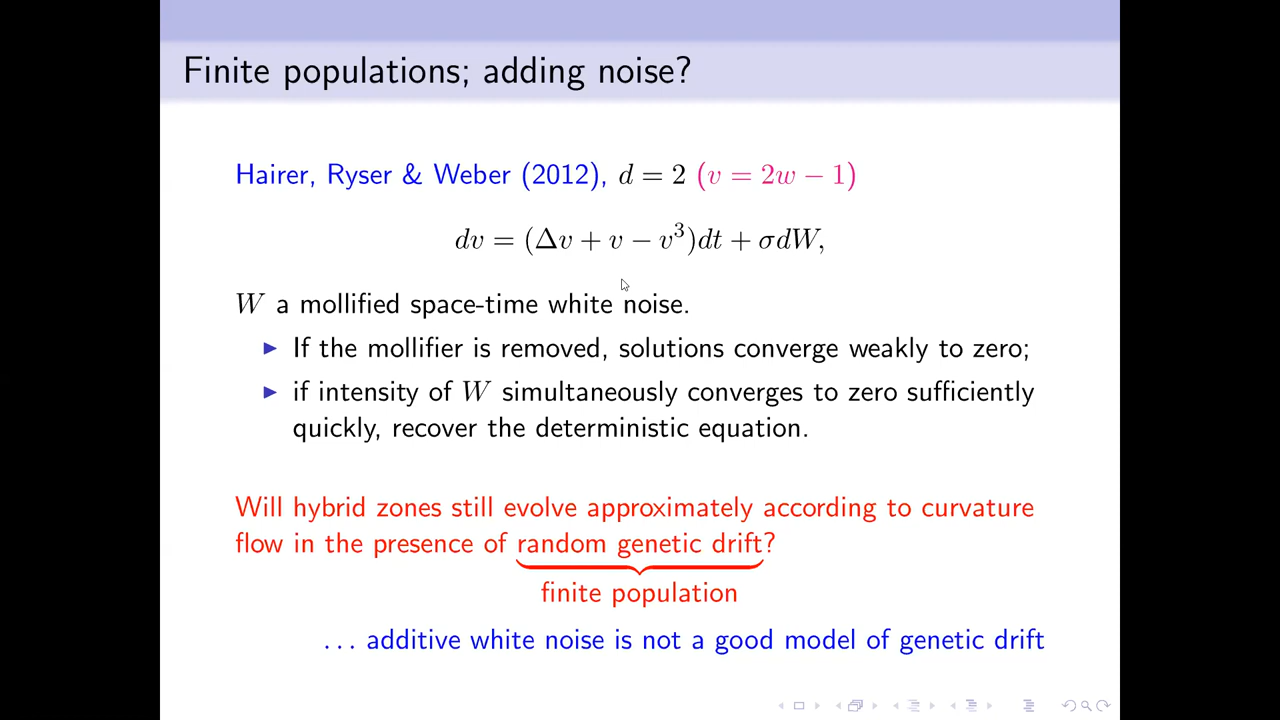 Finite populations; adding noise?
Hairer, Ryser & Weber (2012), d = 2 (v = 2w − 1)
dv = (Δv + v − v³)dt + σdW,
W a mollified space-time white noise.
▶ If the mollifier is removed, solutions converge weakly to zero;
▶ if intensity of W simultaneously converges to zero sufficiently
quickly, recover the deterministic equation.
Will hybrid zones still evolve approximately according to curvature
flow in the presence of random genetic drift?
finite population
... additive white noise is not a good model of genetic drift